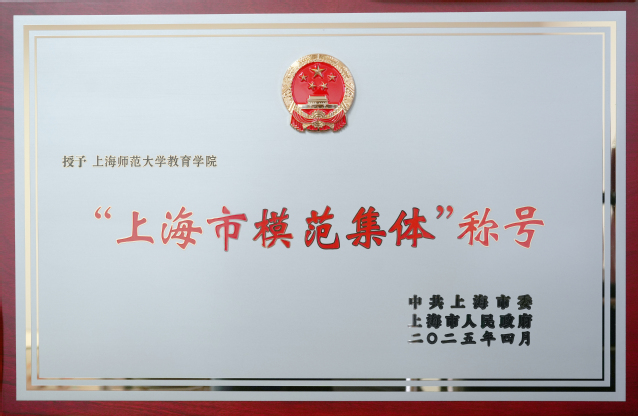 授予 上海师范大学教育学院
“上海市模范集体”称号
中共上海市委
上海市人民政府
二〇二五年四月